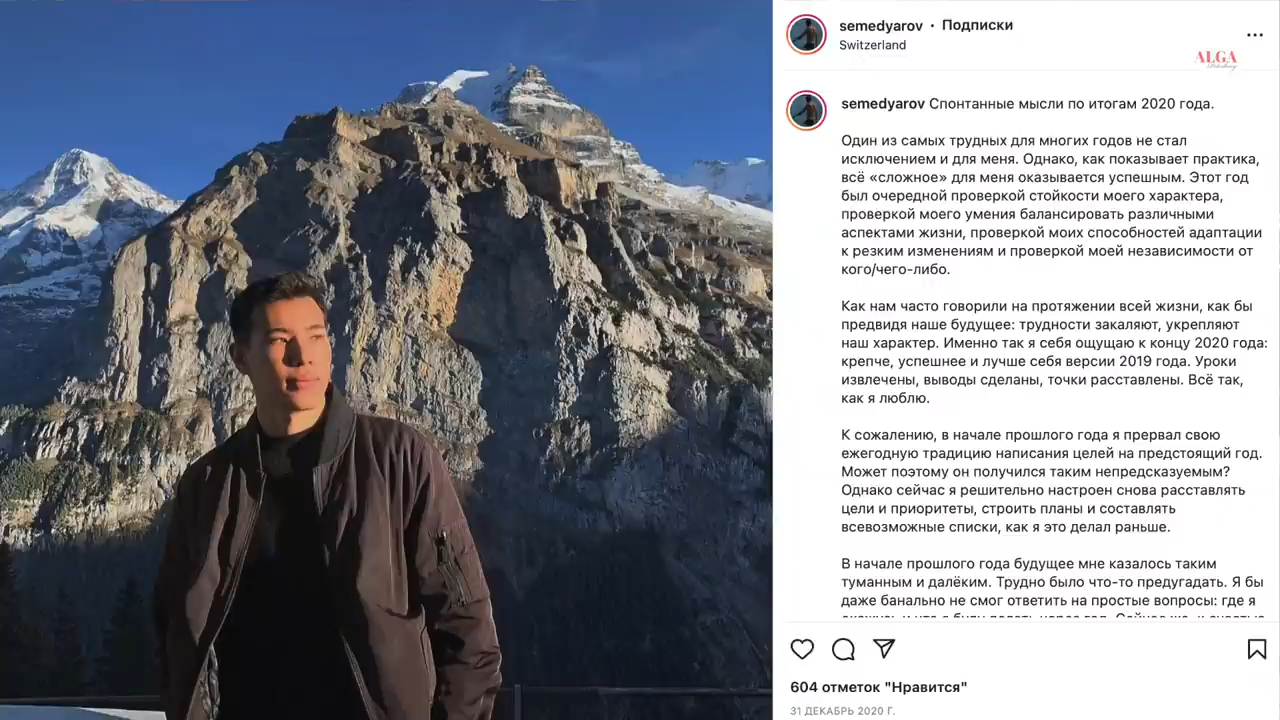 semedyarov • Подписки
Switzerland
ALGA
semedyarov Спонтанные мысли по итогам 2020 года.
Один из самых трудных для многих годов не стал
исключением и для меня. Однако, как показывает практика,
всё «сложное» для меня оказывается успешным. Этот год
был очередной проверкой стойкости моего характера,
проверкой моего умения балансировать различными
аспектами жизни, проверкой моих способностей адаптации
к резким изменениям и проверкой моей независимости от
кого/чего-либо.
Как нам часто говорили на протяжении всей жизни, как бы
предвидя наше будущее: трудности закаляют, укрепляют
наш характер. Именно так я себя ощущаю к концу 2020 года:
крепче, успешнее и лучше себя версии 2019 года. Уроки
извлечены, выводы сделаны, точки расставлены. Всё так,
как я люблю.
К сожалению, в начале прошлого года я прервал свою
ежегодную традицию написания целей на предстоящий год.
Может поэтому он получился таким непредсказуемым?
Однако сейчас я решительно настроен снова расставлять
цели и приоритеты, строить планы и составлять
всевозможные списки, как я это делал раньше.
В начале прошлого года будущее мне казалось таким
туманным и далёким. Трудно было что-то предугадать. Я бы
даже банально не смог ответить на простые вопросы: где я
604 отметок "Нравится"
31 ДЕКАБРЬ 2020 Г.